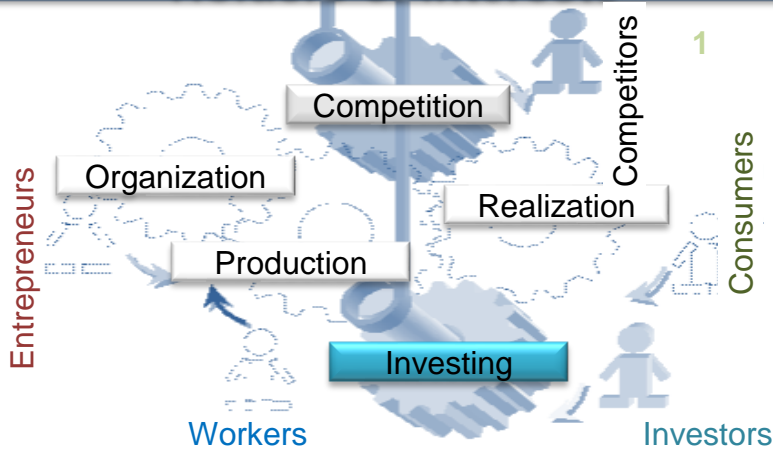 1
Competitors
Competition
Organization
Realization
Consumers
Entrepreneurs
Production
Investing
Workers
Investors